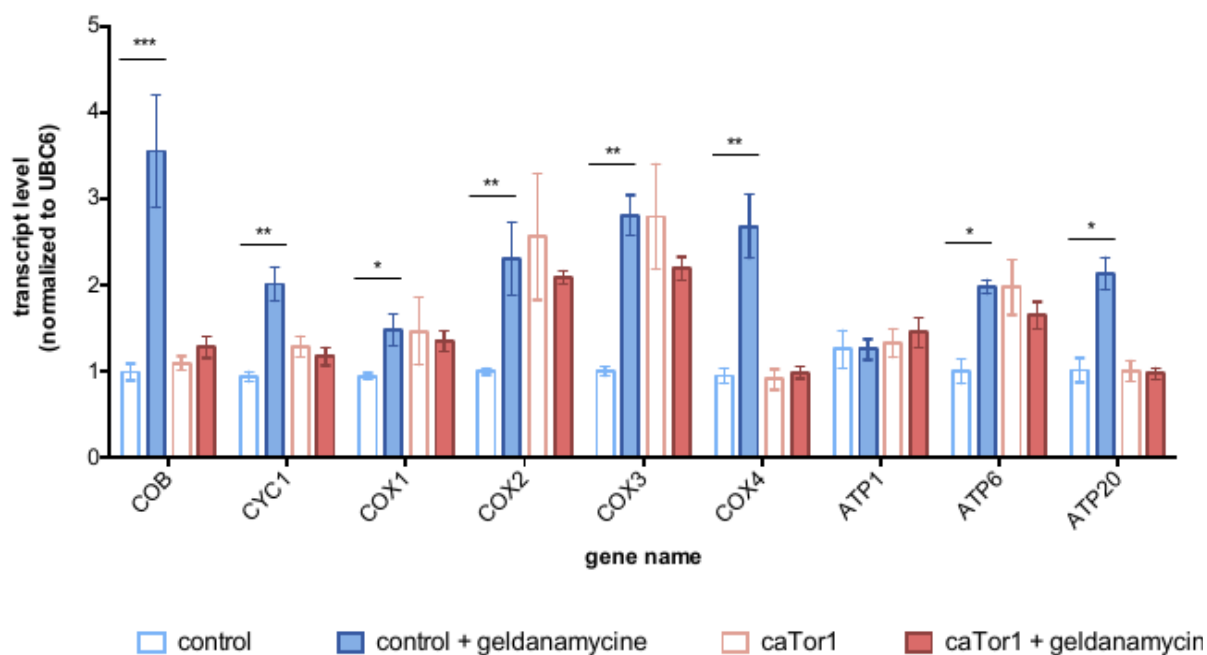 5
4
3
2
1
0
transcript level
(normalized to UBC6)
***
**
*
**
**
**
*
*
COB
CYC1
COX1
COX2
COX3
COX4
ATP1
ATP6
ATP20
gene name
control
control + geldanamycine
caTor1
caTor1 + geldanamycin